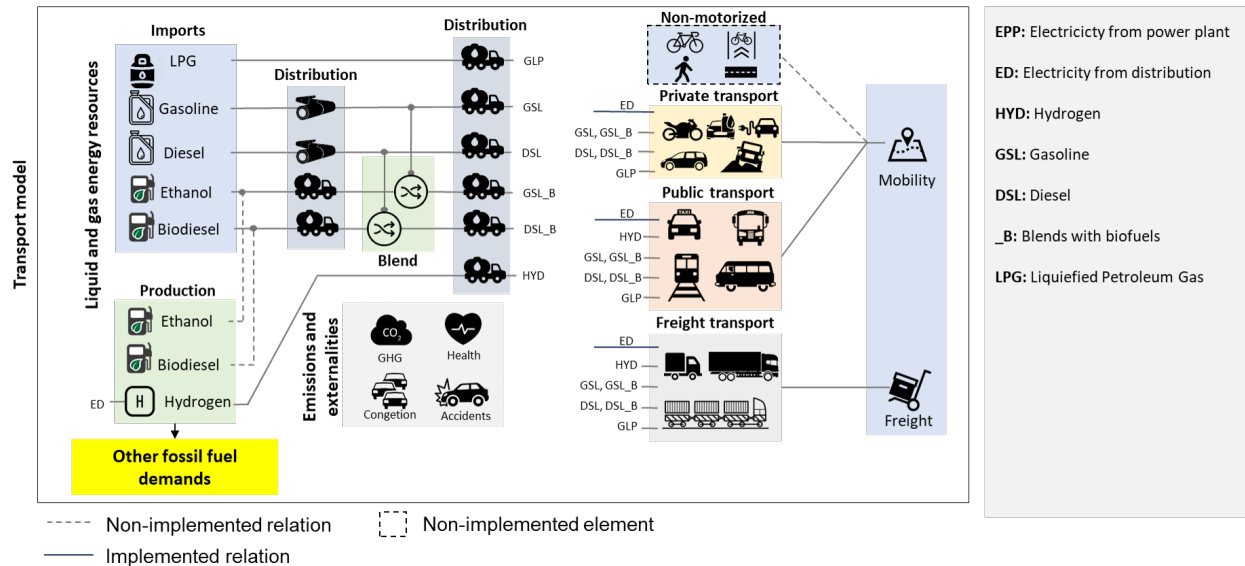 Transport model
Liquid and gas energy resources
Imports
LPG
Gasoline
Diesel
Ethanol
Biodiesel
Distribution
Blend
Distribution
GLP
GSL
DSL
GSL_B
DSL_B
HYD
Production
Ethanol
Biodiesel
ED
H
Hydrogen
Other fossil fuel
demands
Emissions and
externalities
CO2
GHG
Health
Congetion
Accidents
Non-motorized
Private transport
ED
GSL, GSL_B
DSL, DSL_B
GLP
Public transport
TAXI
ED
HYD
GSL, GSL_B
DSL, DSL_B
GLP
Freight transport
ED
HYD
GSL, GSL_B
DSL, DSL_B
GLP
Mobility
Freight
EPP: Electricicty from power plant
ED: Electricity from distribution
HYD: Hydrogen
GSL: Gasoline
DSL: Diesel
_B: Blends with biofuels
LPG: Liquiefied Petroleum Gas
Non-implemented relation
Non-implemented element
Implemented relation